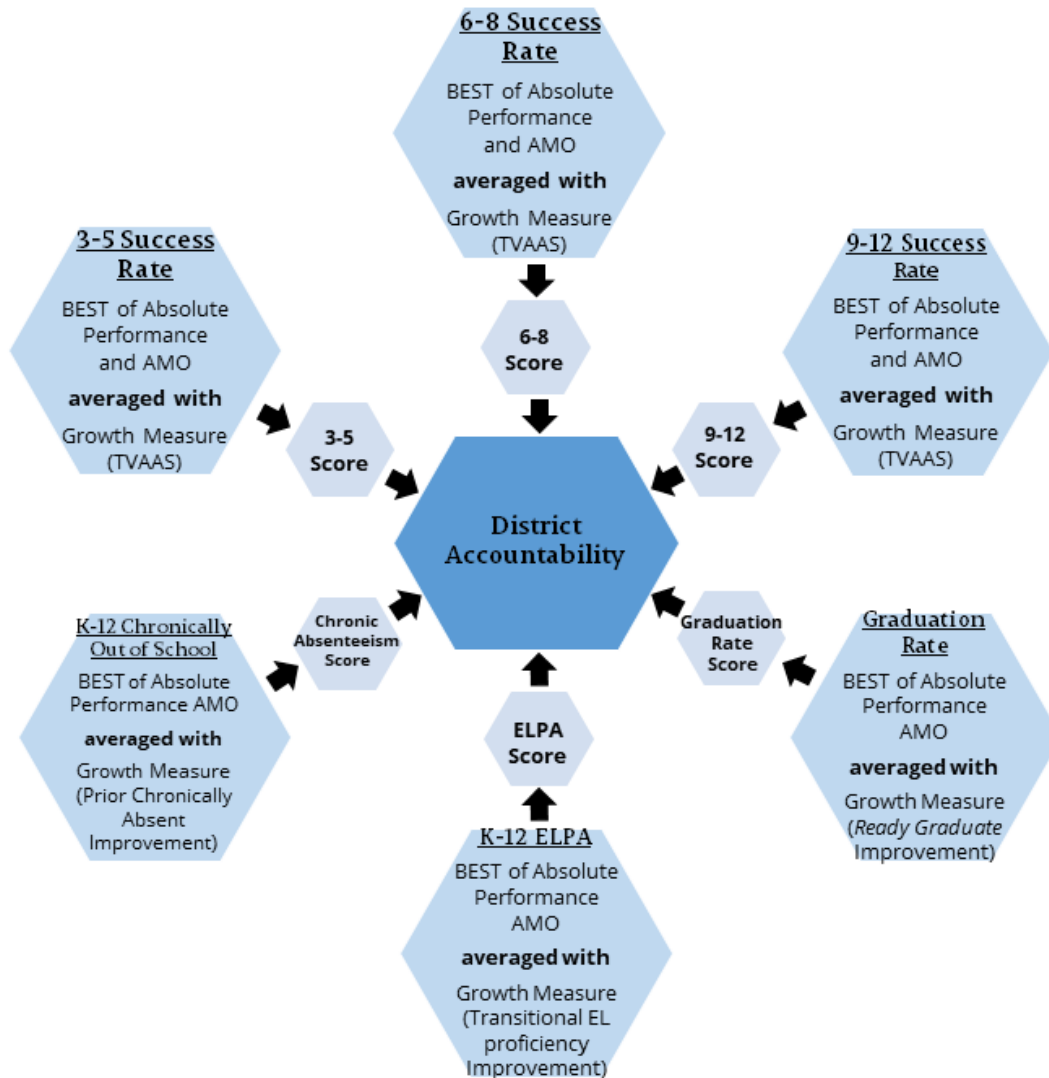 6-8 Success
Rate
BEST of Absolute
Performance
and AMO
averaged with
Growth Measure
(TVAAS)
3-5 Success
Rate
BEST of Absolute
Performance
and AMO
averaged with
Growth Measure
(TVAAS)
9-12 Success
Rate
BEST of Absolute
Performance
and AMO
averaged with
Growth Measure
(TVAAS)
6-8
Score
3-5
Score
9-12
Score
District
Accountability
K-12 Chronically
Out of School
BEST of Absolute
Performance AMO
averaged with
Growth Measure
(Prior Chronically
Absent
Improvement)
Chronic
Absenteeism
Score
Graduation
Rate
Score
Graduation
Rate
BEST of Absolute
Performance
AMO
averaged with
Growth Measure
(Ready Graduate
Improvement)
ELPA
Score
K-12 ELPA
BEST of Absolute
Performance
AMO
averaged with
Growth Measure
(Transitional EL
proficiency
Improvement)